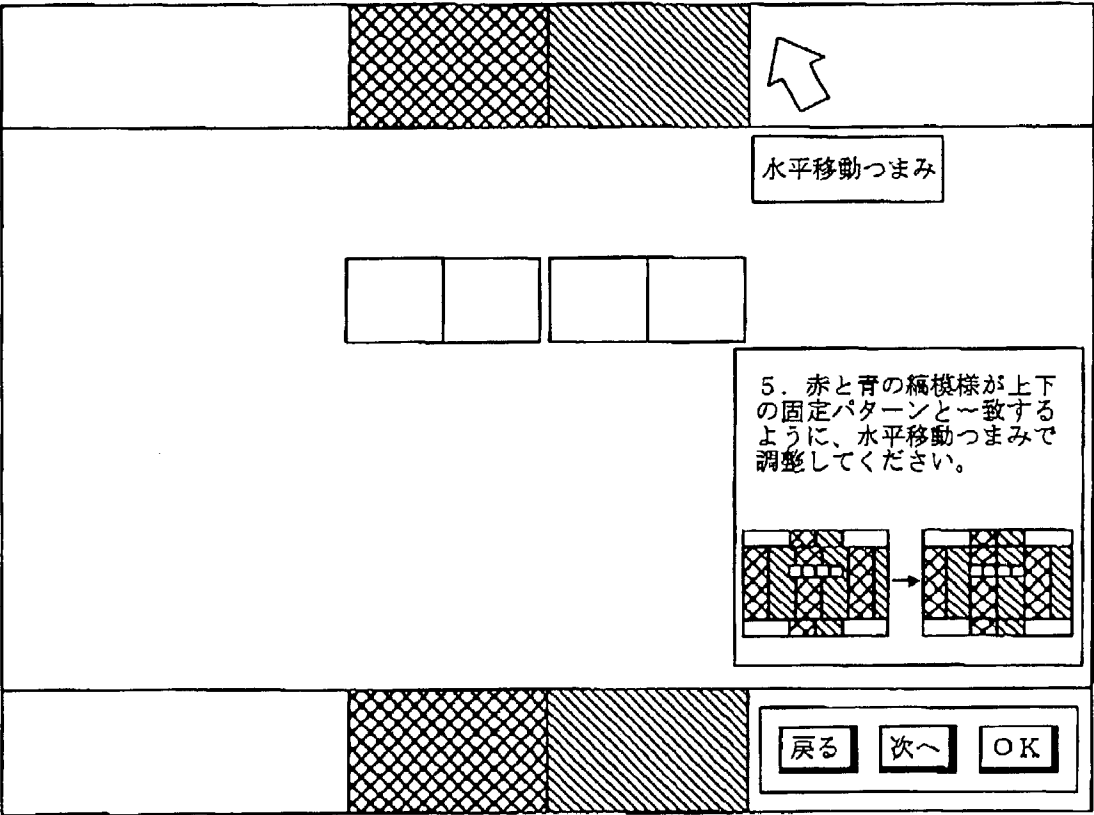 水平移動つまみ
5．赤と青の縞模様が上下
の固定パターンと～致する
ように、水平移動つまみで
調整してください。
戻る 次へ OK